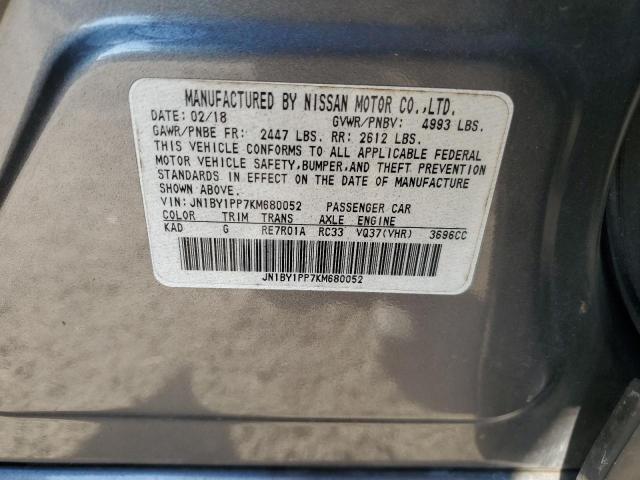 MANUFACTURED BY NISSAN MOTOR CO.,LTD.
DATE: 02/18 GVWR/PNBV: 4993 LBS.
GAWR/PNBE FR: 2447 LBS. RR: 2612 LBS.
THIS VEHICLE CONFORMS TO ALL APPLICABLE FEDERAL
MOTOR VEHICLE SAFETY,BUMPER,AND THEFT PREVENTION
STANDARDS IN EFFECT ON THE DATE OF MANUFACTURE
SHOWN ABOVE.
VIN:JN1BY1PP7KM680052 PASSENGER CAR
COLOR TRIM TRANS AXLE ENGINE
KAD G RE7R01A RC33 VQ37(VHR) 3696CC
JN1BY1PP7KM680052